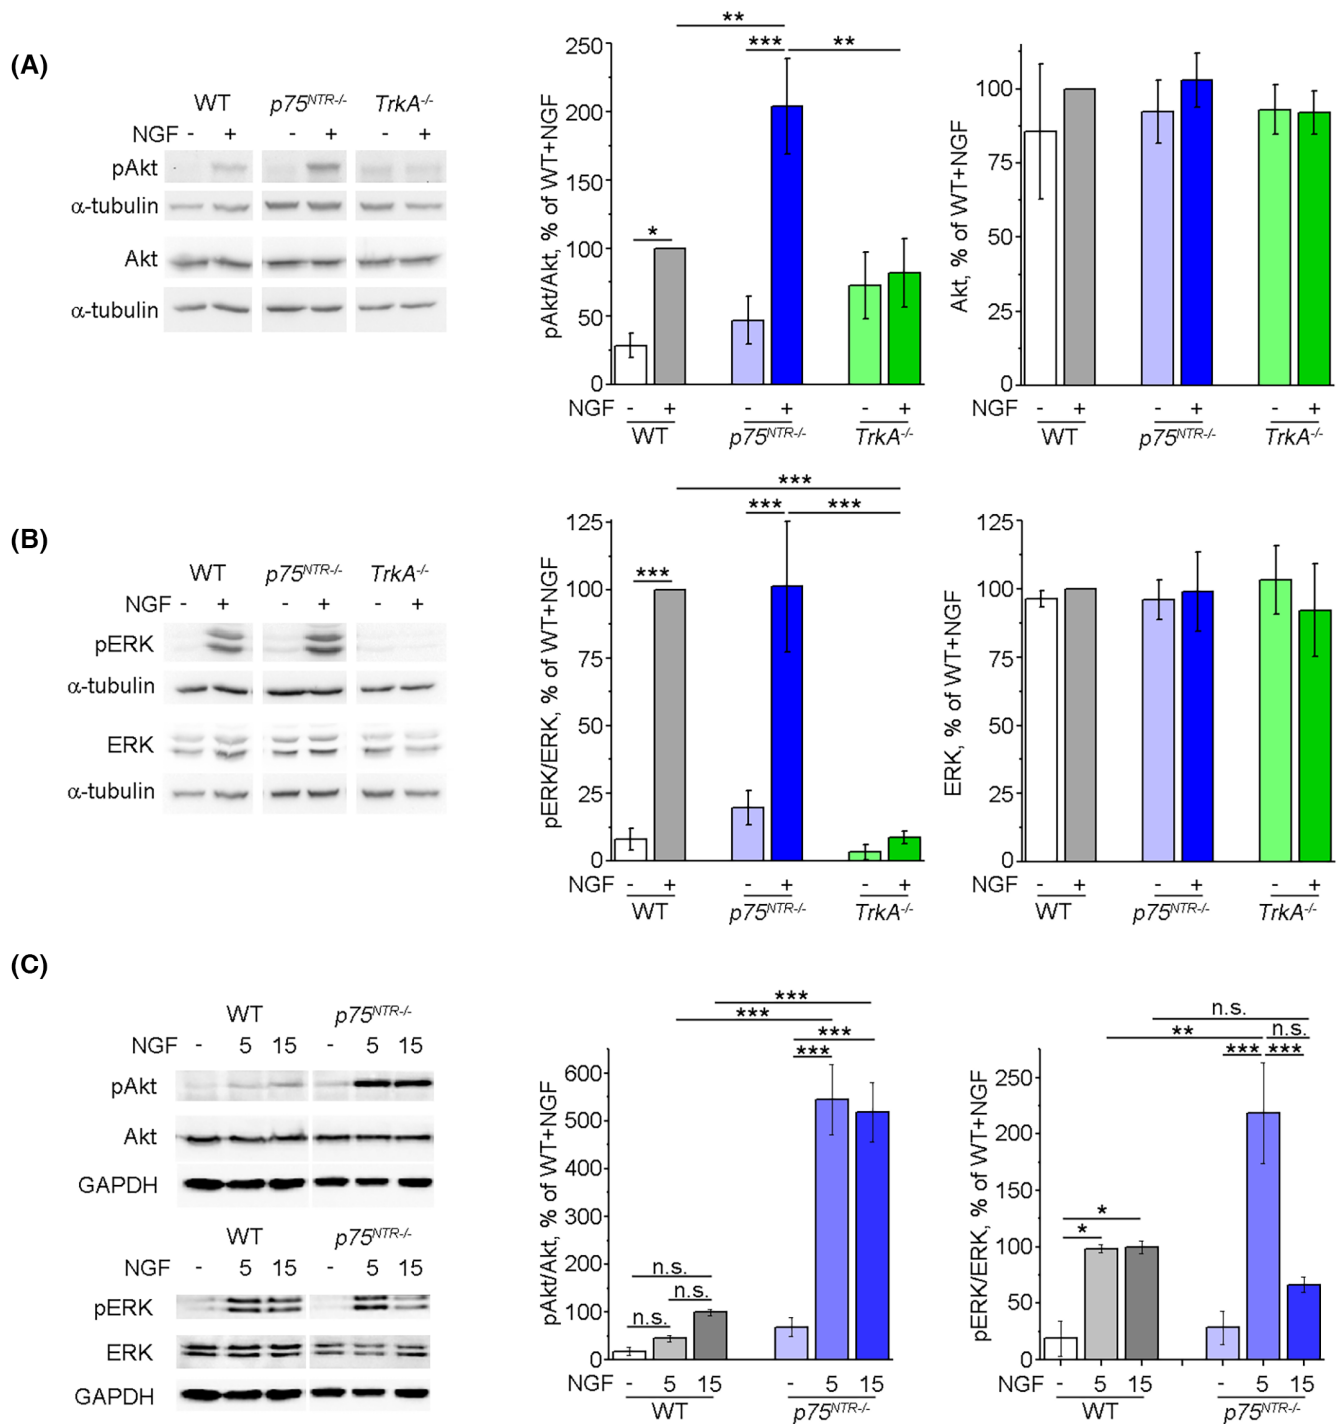 (A)
WT p75NTR-/- TrkA-/-
NGF - + - + - +
pAkt
α-tubulin
Akt
α-tubulin
** 
*** **
*
pAkt/Akt, % of WT+NGF
250
200
150
100
50
0
NGF - + - + - +
WT p75NTR-/- TrkA-/-
Akt, % of WT+NGF
100
75
50
25
0
NGF - + - + - +
WT p75NTR-/- TrkA-/-
(B)
WT p75NTR-/- TrkA-/-
NGF - + - + - +
pERK
α-tubulin
ERK
α-tubulin
***
*** ***
***
pERK/ERK, % of WT+NGF
125
100
75
50
25
0
NGF - + - + - +
WT p75NTR-/- TrkA-/-
ERK, % of WT+NGF
125
100
75
50
25
0
NGF - + - + - +
WT p75NTR-/- TrkA-/-
(C)
WT p75NTR-/-
NGF - 5 15 - 5 15
pAkt
Akt
GAPDH
WT p75NTR-/-
NGF - 5 15 - 5 15
pERK
ERK
GAPDH
***
***
***
***
n.s.
n.s.
n.s.
pAkt/Akt, % of WT+NGF
600
500
400
300
200
100
0
NGF - 5 15 - 5 15
WT p75NTR-/-
n.s.
** n.s.
*** ***
*
*
pERK/ERK, % of WT+NGF
250
200
150
100
50
0
NGF - 5 15 - 5 15
WT p75NTR-/-